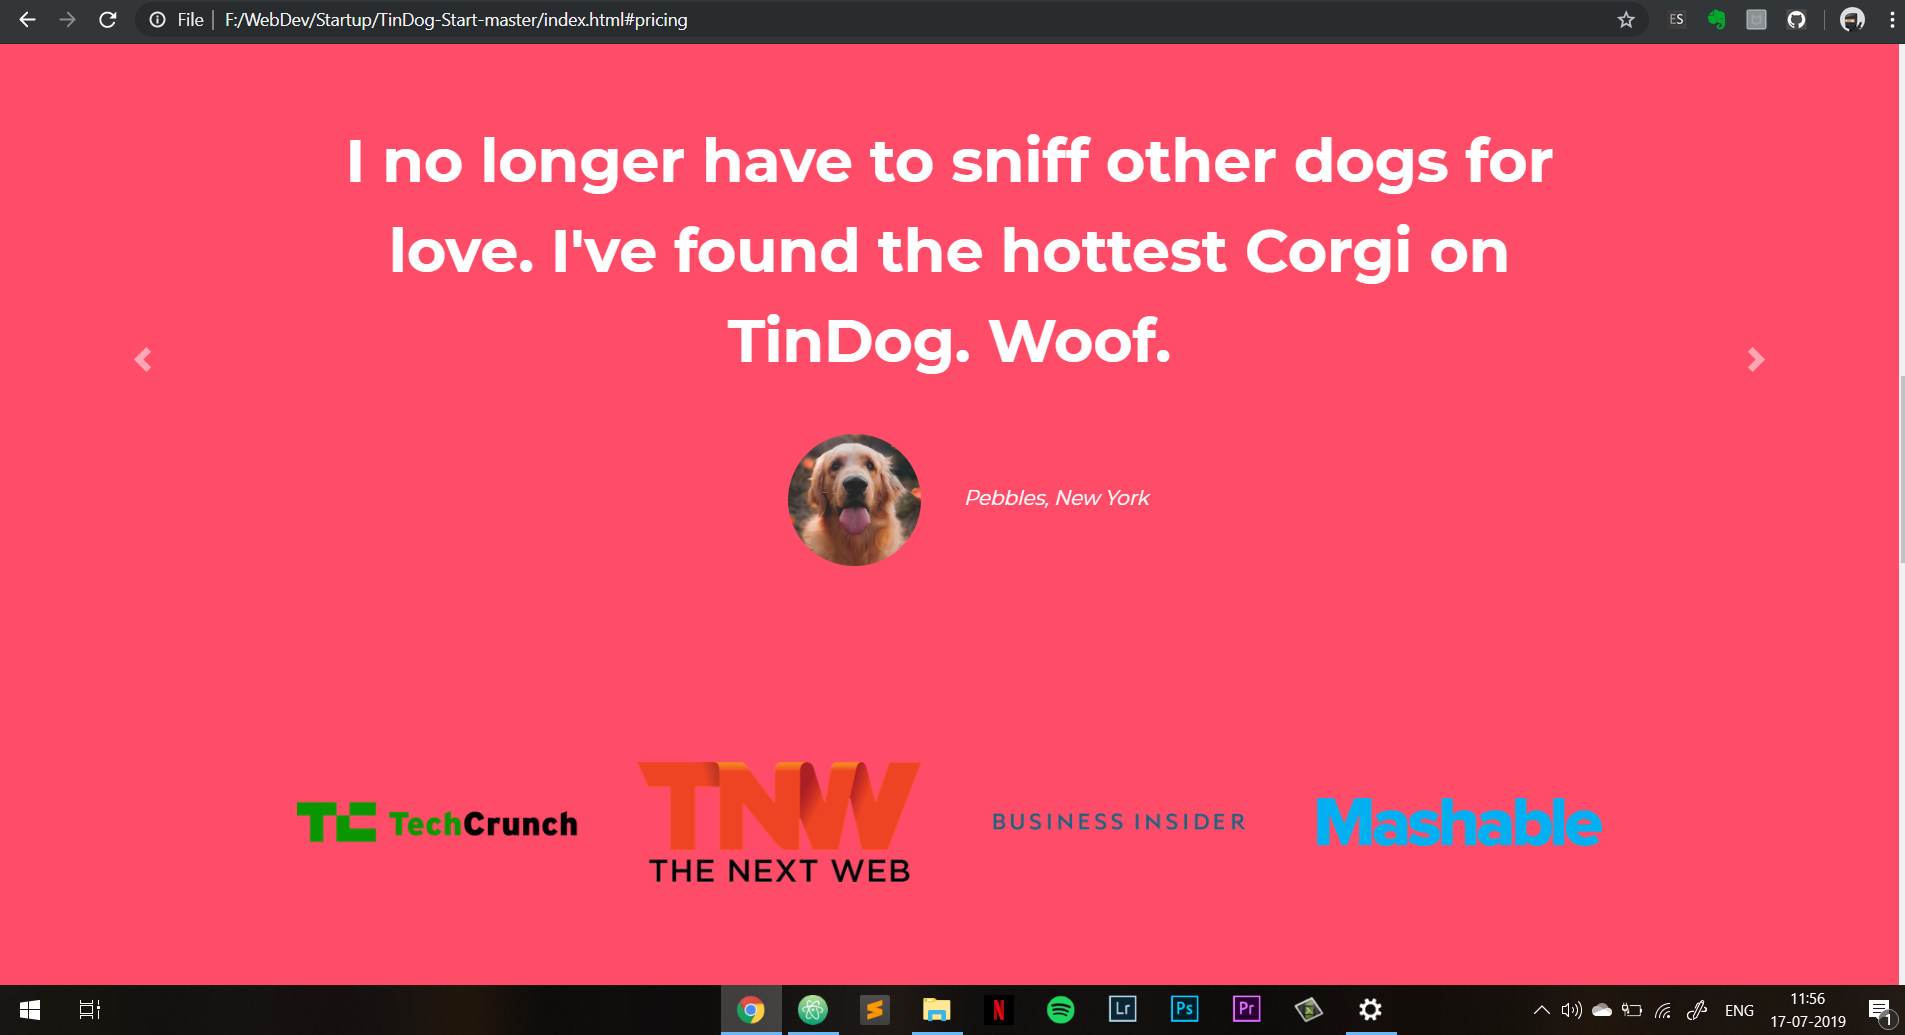 File | F:/WebDev/Startup/TinDog-Start-master/index.html#pricing
ES
I no longer have to sniff other dogs for
love. I've found the hottest Corgi on
TinDog. Woof.
Pebbles, New York
TC TechCrunch
TNW
THE NEXT WEB
BUSINESS INSIDER
Mashable
N
Lr
Ps
Pr
ENG
11:56
17-07-2019
1